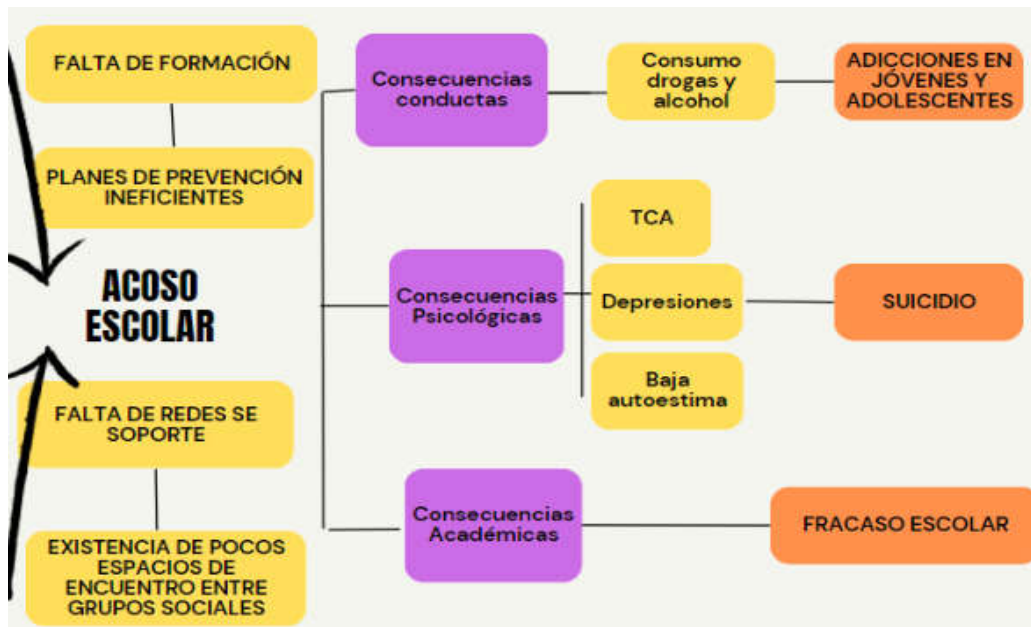 FALTA DE FORMACIÓN
PLANES DE PREVENCIÓN
INEFICIENTES
ACOSO
ESCOLAR
FALTA DE REDES SE
SOPORTE
EXISTENCIA DE POCOS
ESPACIOS DE
ENCUENTRO ENTRE
GRUPOS SOCIALES
Consecuencias
conductas
Consumo
drogas y
alcohol
ADICCIONES EN
JÓVENES Y
ADOLESCENTES
Consecuencias
Psicológicas
TCA
Depresiones
Baja
autoestima
SUICIDIO
Consecuencias
Académicas
FRACASO ESCOLAR